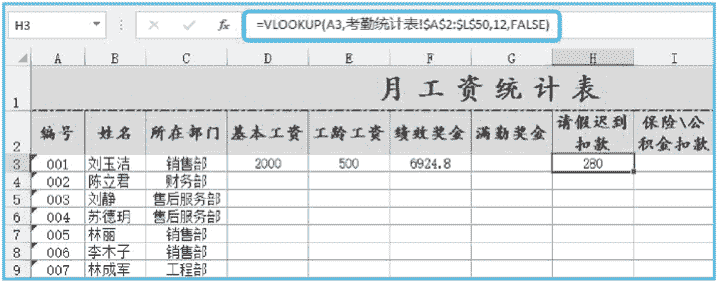 H3 fx =VLOOKUP(A3,考勤统计表!$A$2:$L$50,12,FALSE)
A B C D E F G H I
1 月工资统计表
2 编号 姓名 所在部门 基本工资 工龄工资 绩效奖金 满勤奖金 请假迟到扣款 保险\公积金扣款
3 001 刘玉洁 销售部 2000 500 6924.8 280
4 002 陈立君 财务部
5 003 刘静 售后服务部
6 004 苏德玥 售后服务部
7 005 林丽 销售部
8 006 李木子 销售部
9 007 林成军 工程部